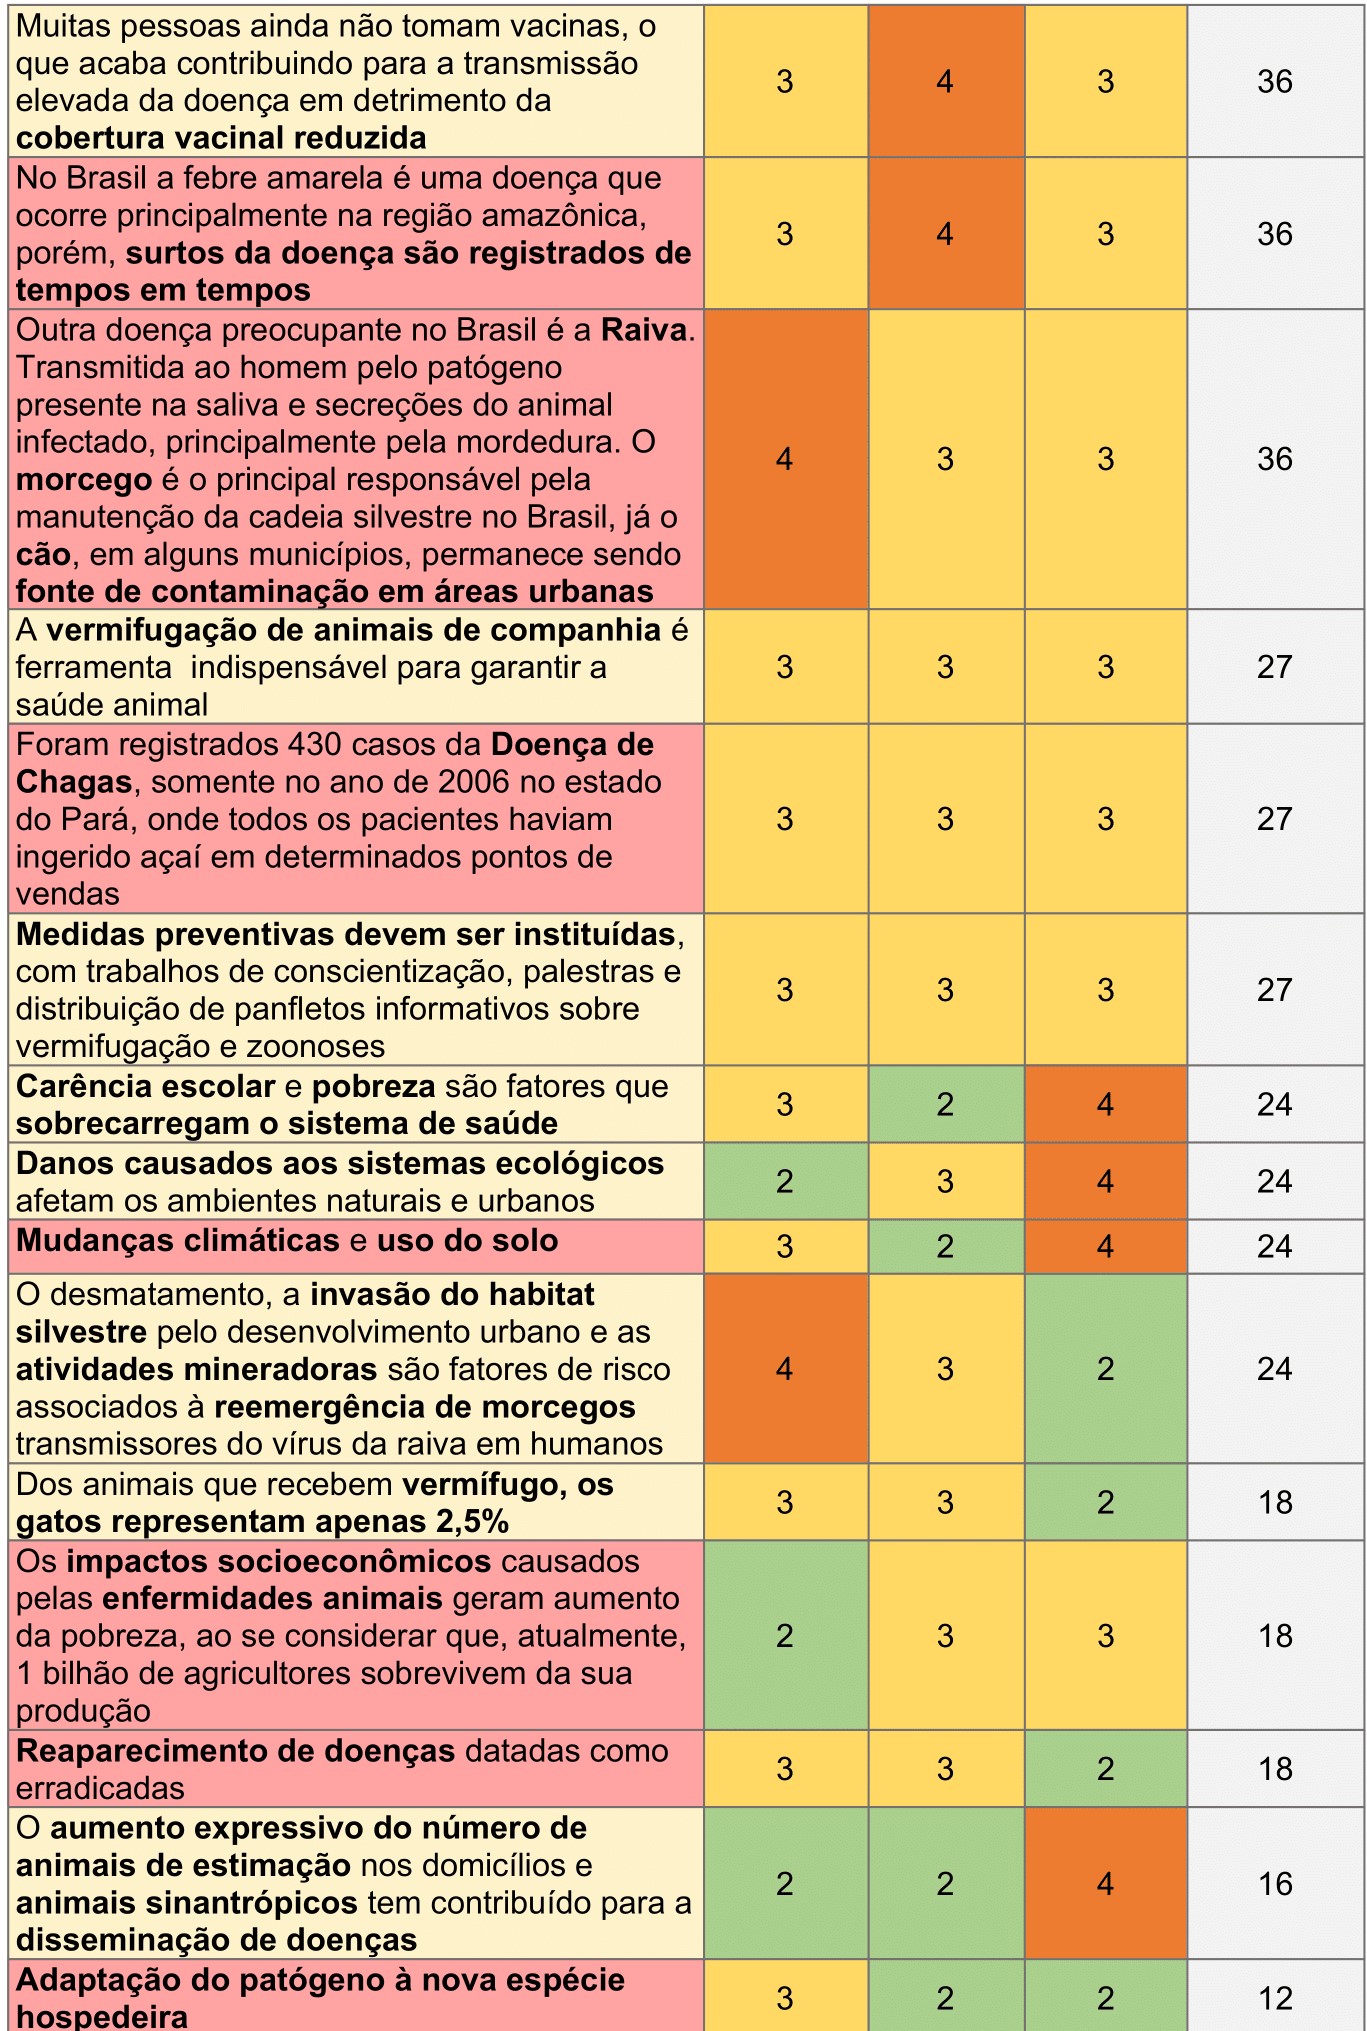 Muitas pessoas ainda não tomam vacinas, o
que acaba contribuindo para a transmissão
elevada da doença em detrimento da
cobertura vacinal reduzida
3 4 3 36
No Brasil a febre amarela é uma doença que
ocorre principalmente na região amazônica,
porém, surtos da doença são registrados de
tempos em tempos
3 4 3 36
Outra doença preocupante no Brasil é a Raiva.
Transmitida ao homem pelo patógeno
presente na saliva e secreções do animal
infectado, principalmente pela mordedura. O
morcego é o principal responsável pela
manutenção da cadeia silvestre no Brasil, já o
cão, em alguns municípios, permanece sendo
fonte de contaminação em áreas urbanas
4 3 3 36
A vermifugação de animais de companhia é
ferramenta indispensável para garantir a
saúde animal
3 3 3 27
Foram registrados 430 casos da Doença de
Chagas, somente no ano de 2006 no estado
do Pará, onde todos os pacientes haviam
ingerido açaí em determinados pontos de
vendas
3 3 3 27
Medidas preventivas devem ser instituídas,
com trabalhos de conscientização, palestras e
distribuição de panfletos informativos sobre
vermifugação e zoonoses
3 3 3 27
Carência escolar e pobreza são fatores que
sobrecarregam o sistema de saúde
3 2 4 24
Danos causados aos sistemas ecológicos
afetam os ambientes naturais e urbanos
2 3 4 24
Mudanças climáticas e uso do solo
3 2 4 24
O desmatamento, a invasão do habitat
silvestre pelo desenvolvimento urbano e as
atividades mineradoras são fatores de risco
associados à reemergência de morcegos
transmissores do vírus da raiva em humanos
4 3 2 24
Dos animais que recebem vermífugo, os
gatos representam apenas 2,5%
3 3 2 18
Os impactos socioeconômicos causados
pelas enfermidades animais geram aumento
da pobreza, ao se considerar que, atualmente,
1 bilhão de agricultores sobrevivem da sua
produção
2 3 3 18
Reaparecimento de doenças datadas como
erradicadas
3 3 2 18
O aumento expressivo do número de
animais de estimação nos domicílios e
animais sinantrópicos tem contribuído para a
disseminação de doenças
2 2 4 16
Adaptação do patógeno à nova espécie
hospedeira
3 2 2 12